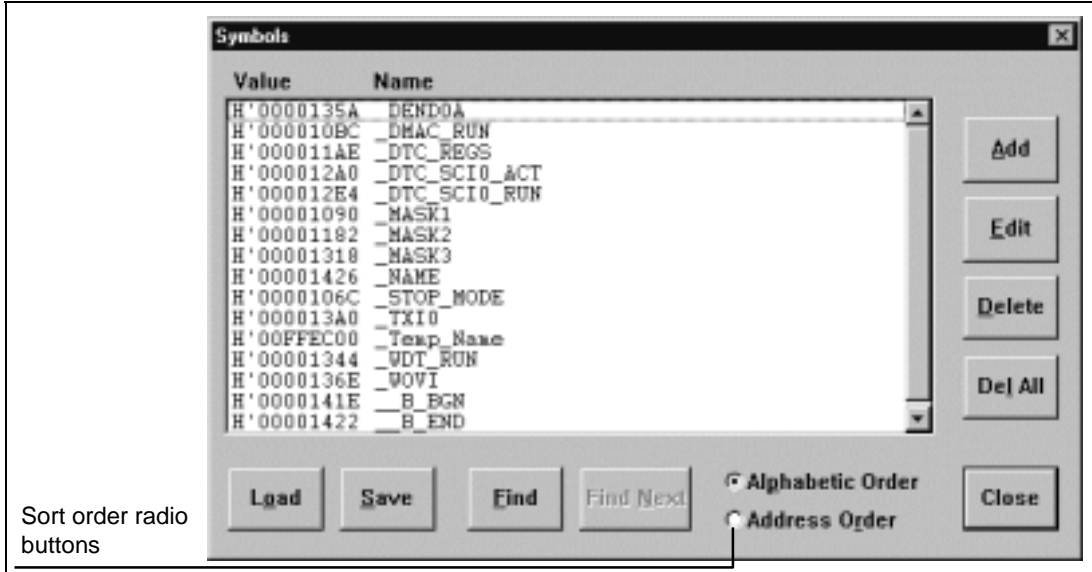 Symbols
Value Name
H'0000135A _DEND0A
H'000010BC _DMAC_RUN
H'000011AE _DTC_REGS
H'000012A0 _DTC_SCI0_ACT
H'000012E4 _DTC_SCI0_RUN
H'00001090 _MASK1
H'00001182 _MASK2
H'00001318 _MASK3
H'00001426 _NAME
H'0000106C _STOP_MODE
H'000013A0 _TXI0
H'00FFEC00 _Temp_Name
H'00001344 _WDT_RUN
H'0000136E _WOVI
H'0000141E __B_BGN
H'00001422 __B_END
Add
Edit
Delete
Del All
Load Save Find Find Next
Alphabetic Order
Address Order
Close
Sort order radio
buttons